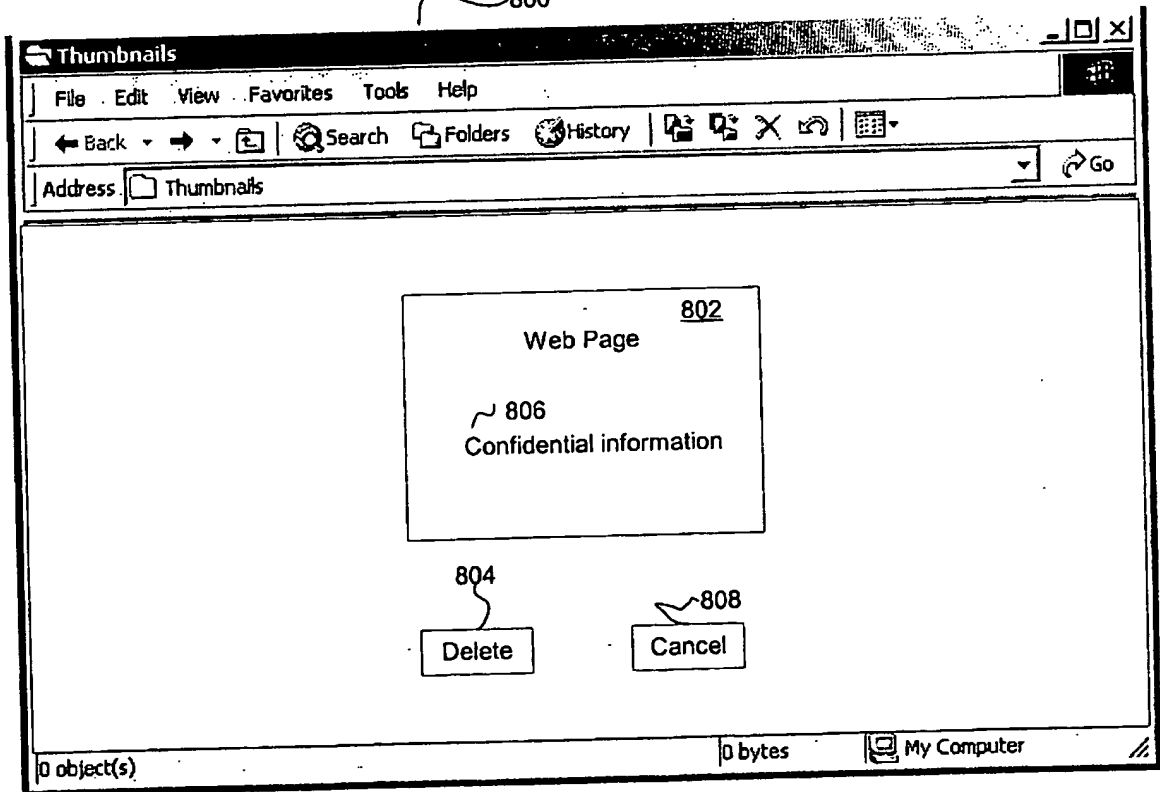 800
Thumbnails
File Edit View Favorites Tools Help
Back Search Folders History
Address Thumbnails Go
802
Web Page
806
Confidential information
804
808
Delete Cancel
0 object(s) 0 bytes My Computer